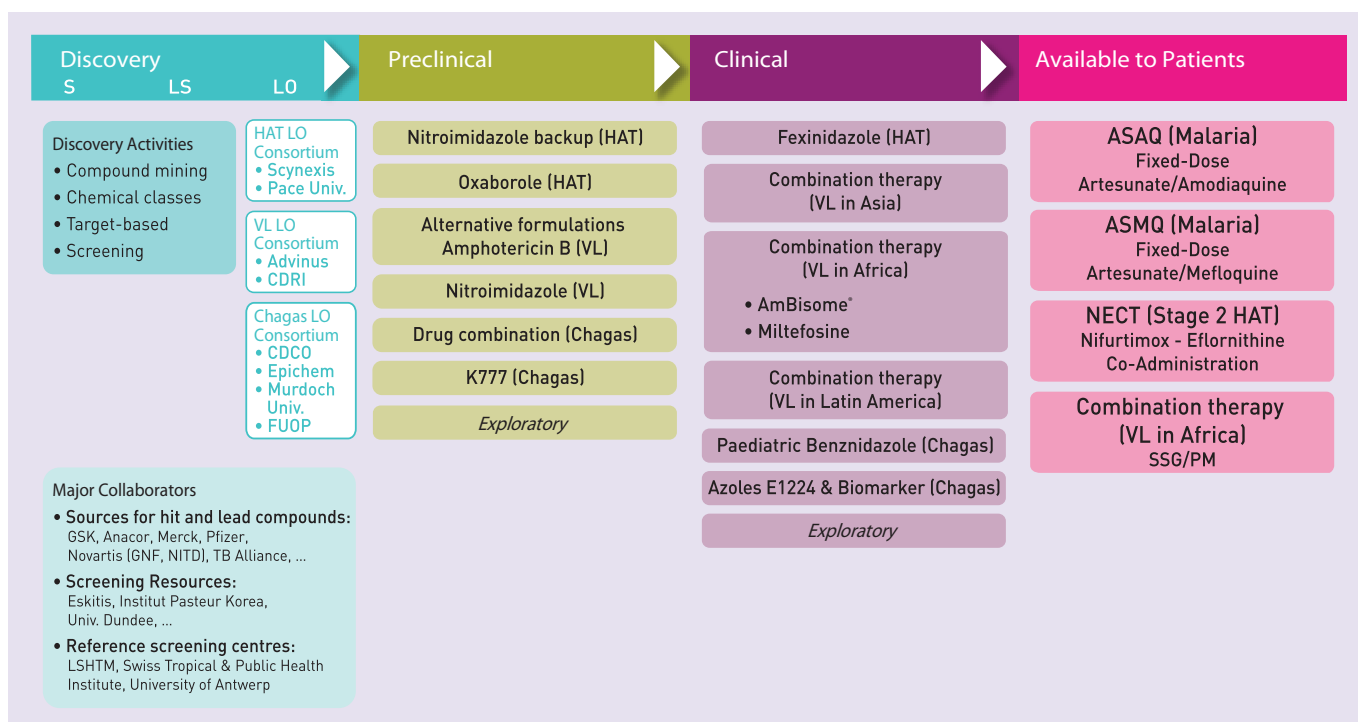 Discovery
S LS LO
Preclinical
Clinical
Available to Patients
Discovery Activities
• Compound mining
• Chemical classes
• Target-based
• Screening
HAT LO
Consortium
• Scynexis
• Pace Univ.
VL LO
Consortium
• Advinus
• CDRI
Chagas LO
Consortium
• CDCO
• Epichem
• Murdoch
Univ.
• FUOP
Major Collaborators
• Sources for hit and lead compounds:
GSK, Anacor, Merck, Pfizer,
Novartis (GNF, NITD), TB Alliance, ...
• Screening Resources:
Eskitis, Institut Pasteur Korea,
Univ. Dundee, ...
• Reference screening centres:
LSHTM, Swiss Tropical & Public Health
Institute, University of Antwerp
Nitroimidazole backup (HAT)
Oxaborole (HAT)
Alternative formulations
Amphotericin B (VL)
Nitroimidazole (VL)
Drug combination (Chagas)
K777 (Chagas)
Exploratory
Fexinidazole (HAT)
Combination therapy
(VL in Asia)
Combination therapy
(VL in Africa)
• AmBisome®
• Miltefosine
Combination therapy
(VL in Latin America)
Paediatric Benznidazole (Chagas)
Azoles E1224 & Biomarker (Chagas)
Exploratory
ASAQ (Malaria)
Fixed-Dose
Artesunate/Amodiaquine
ASMQ (Malaria)
Fixed-Dose
Artesunate/Mefloquine
NECT (Stage 2 HAT)
Nifurtimox - Eflornithine
Co-Administration
Combination therapy
(VL in Africa)
SSG/PM